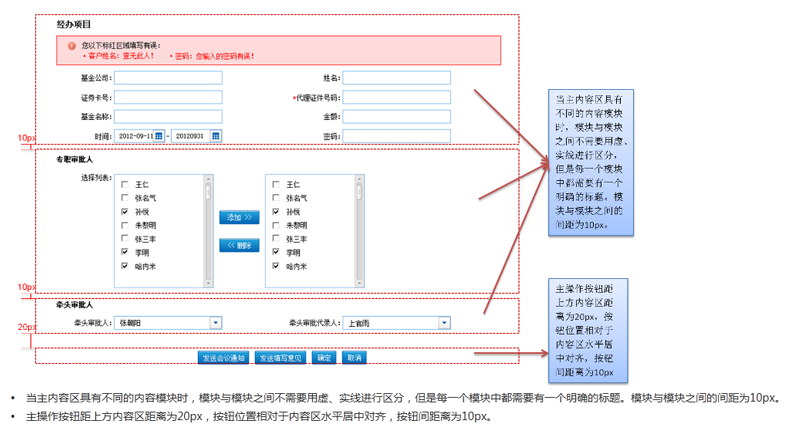 经办项目
您以下标红区域填写有误:
• 客户姓名: 查无此人! • 密码: 您输入的密码有误!
基金公司: 姓名:
证券卡号: *代理证件号码:
基金名称: 金额:
时间: 2012-09-11 - 20120931 密码:
10px
专职审批人
选择列表:
王仁 王仁
张名气 张名气
孙悦 孙悦
朱黎明 朱黎明
张三丰 张三丰
李明 李明
哈内米 哈内米
添加 >>
<< 删除
10px
牵头审批人
牵头审批人: 张朝阳 牵头审批代录人: 上官雨
20px
发送会议通知 发送填写意见 确定 取消
当主内容区具有
不同的内容模块
时,模块与模块
之间不需要用虚、
实线进行区分,
但是每一个模块
中都需要有一个
明确的标题。模
块与模块之间的
间距为10px。
主操作按钮距
上方内容区距
离为20px,按
钮位置相对于
内容区水平居
中对齐,按钮
间距离为10px
• 当主内容区具有不同的内容模块时,模块与模块之间不需要用虚、实线进行区分,但是每一个模块中都需要有一个明确的标题。模块与模块之间的间距为10px。
• 主操作按钮距上方内容区距离为20px,按钮位置相对于内容区水平居中对齐,按钮间距离为10px。